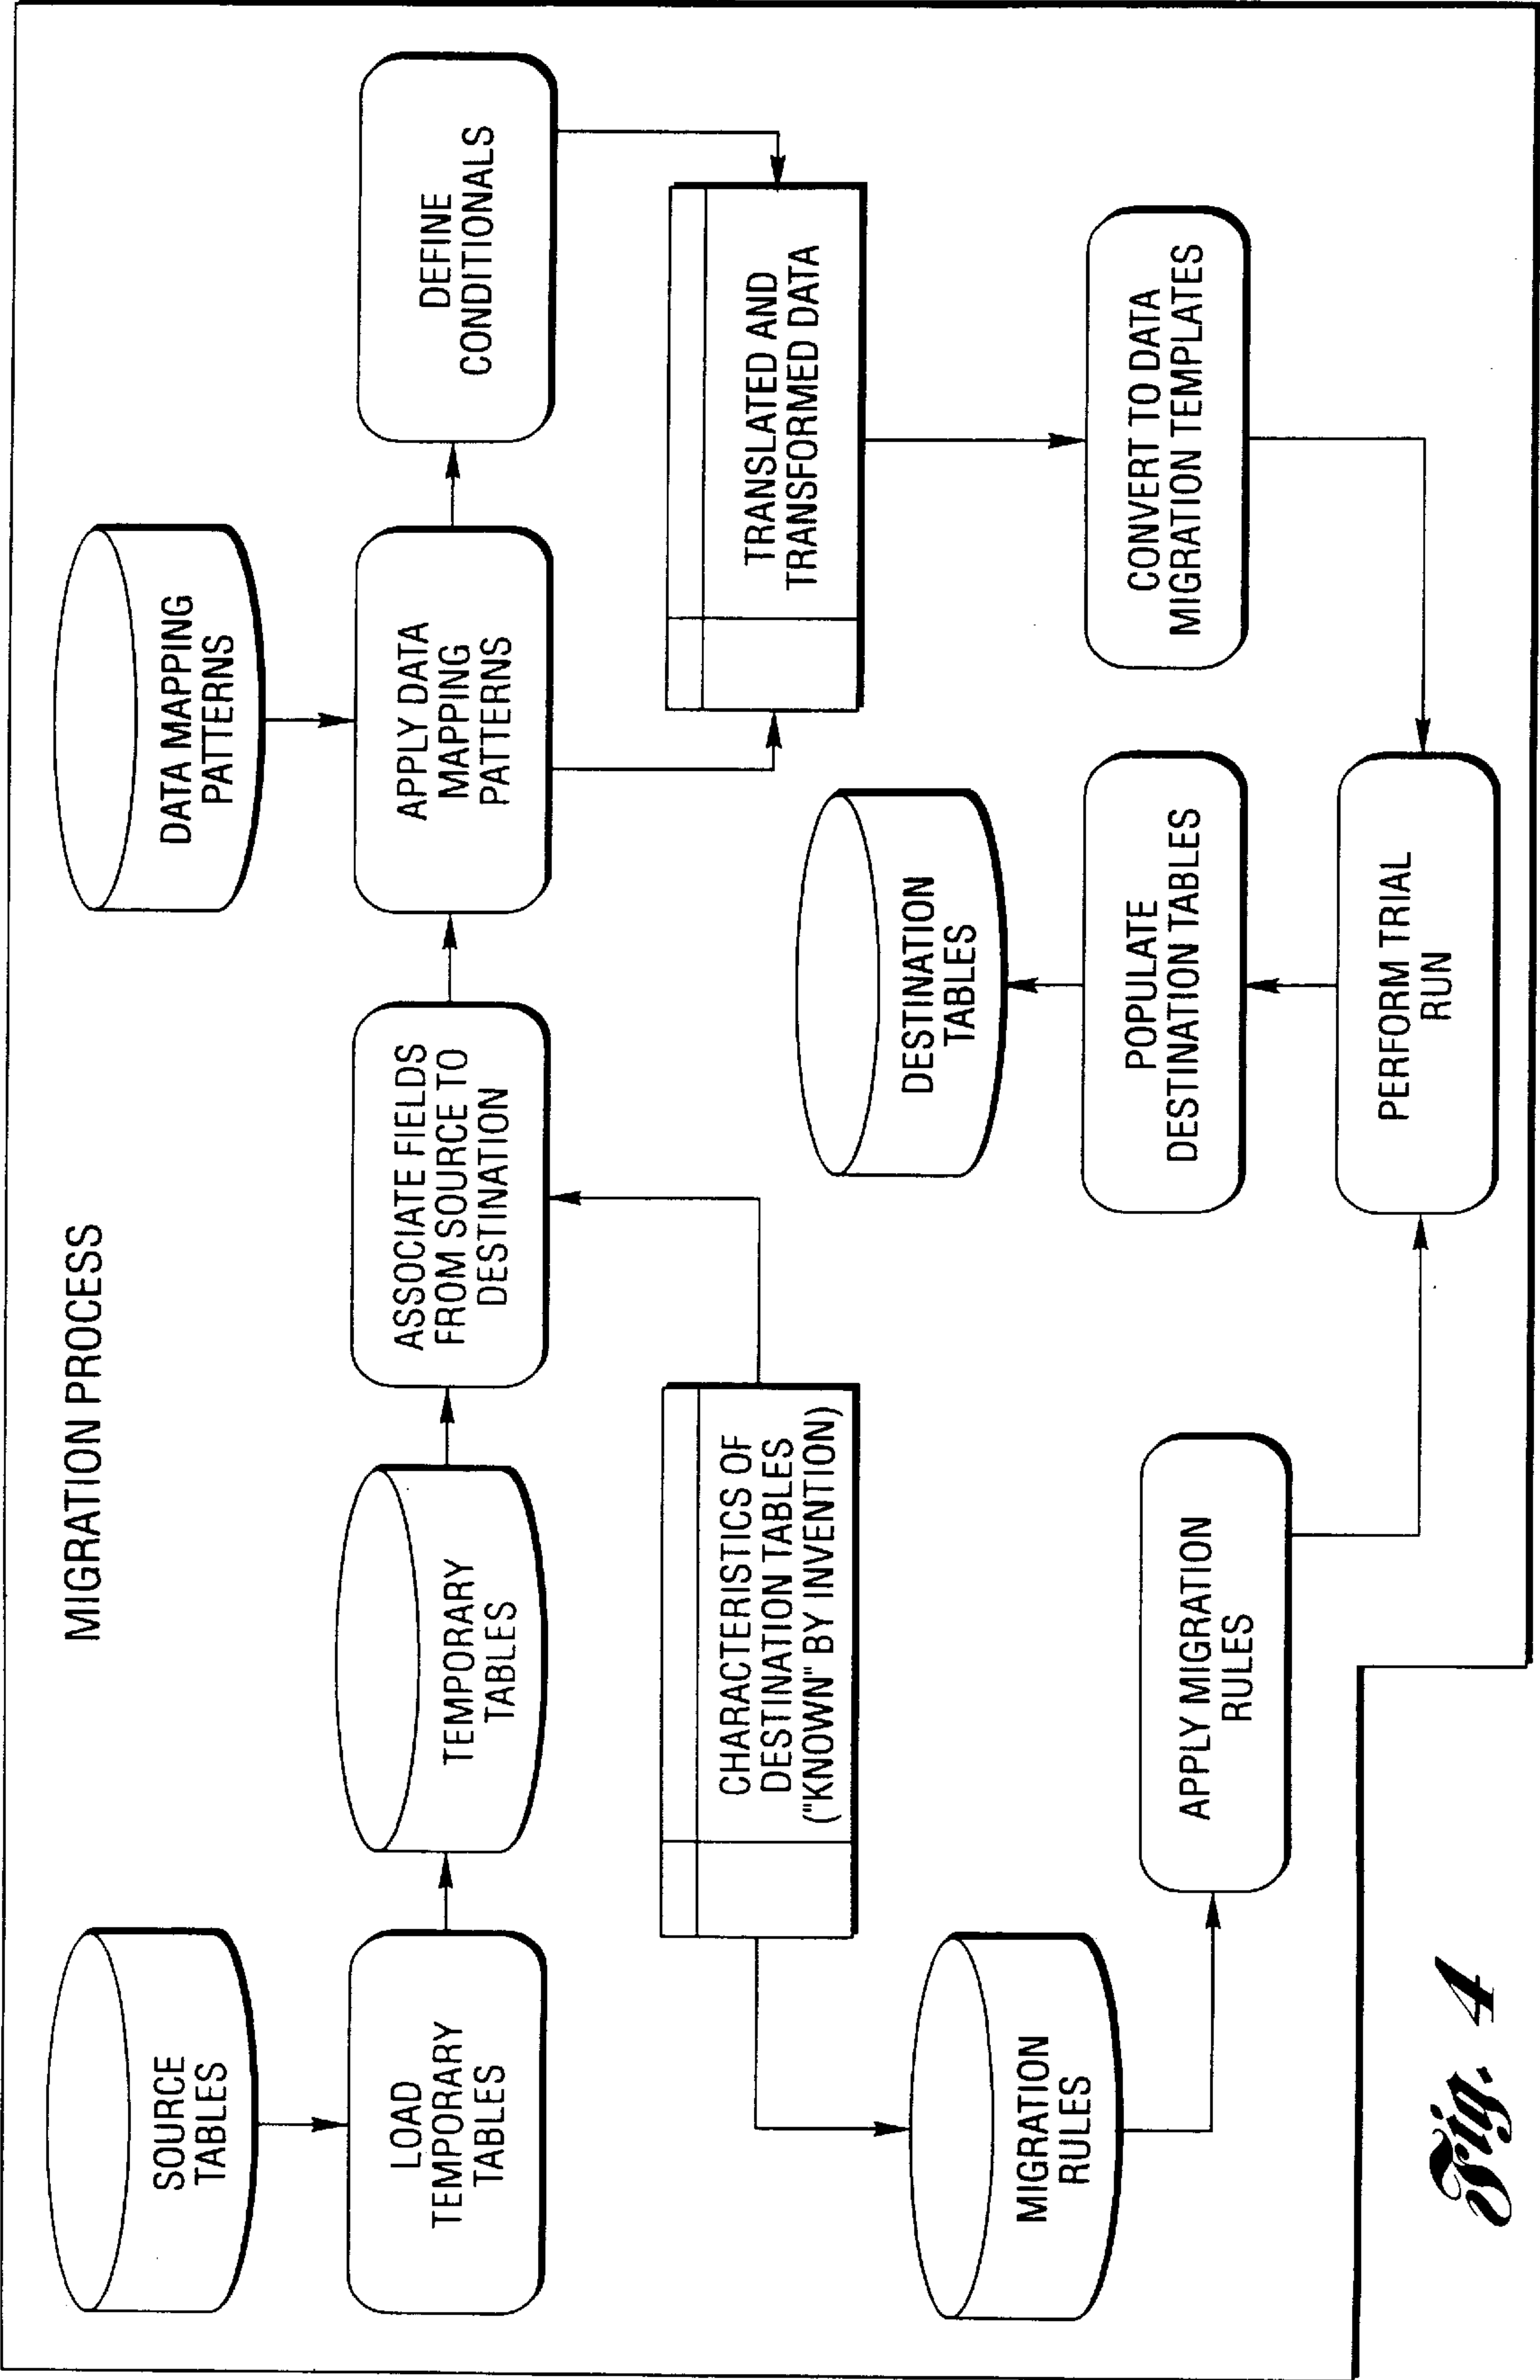 MIGRATION PROCESS
SOURCE
TABLES
DATA MAPPING
PATTERNS
LOAD
TEMPORARY
TABLES
TEMPORARY
TABLES
ASSOCIATE FIELDS
FROM SOURCE TO
DESTINATION
APPLY DATA
MAPPING
PATTERNS
DEFINE
CONDITIONALS
CHARACTERISTICS OF
DESTINATION TABLES
("KNOWN" BY INVENTION)
TRANSLATED AND
TRANSFORMED DATA
DESTINATION
TABLES
MIGRATION
RULES
APPLY MIGRATION
RULES
POPULATE
DESTINATION TABLES
CONVERT TO DATA
MIGRATION TEMPLATES
PERFORM TRIAL
RUN
Fig. 4